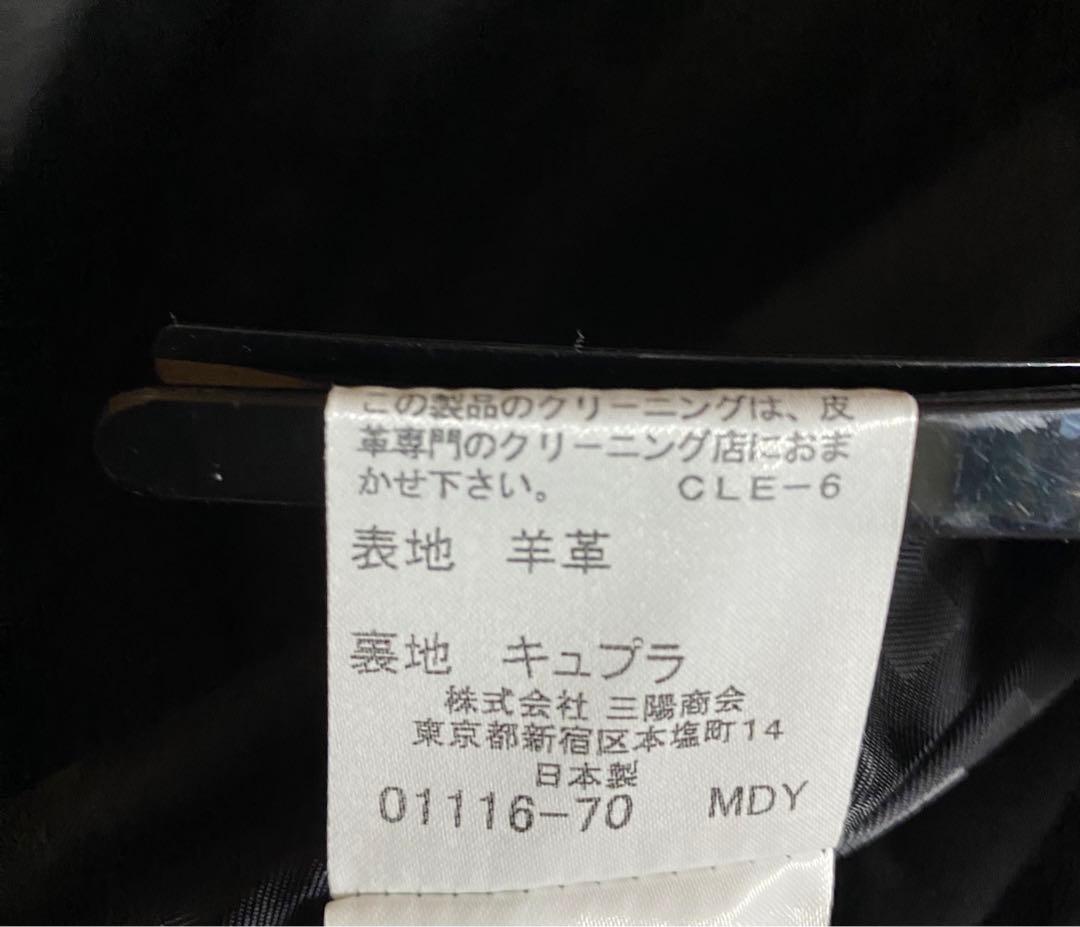 この製品のクリーニングは、皮
革専門のクリーニング店におま
かせ下さい。 CLE-6
表地 羊革
裏地 キュプラ
株式会社 三陽商会
東京都新宿区本塩町14
日本製
01116-70 MDY